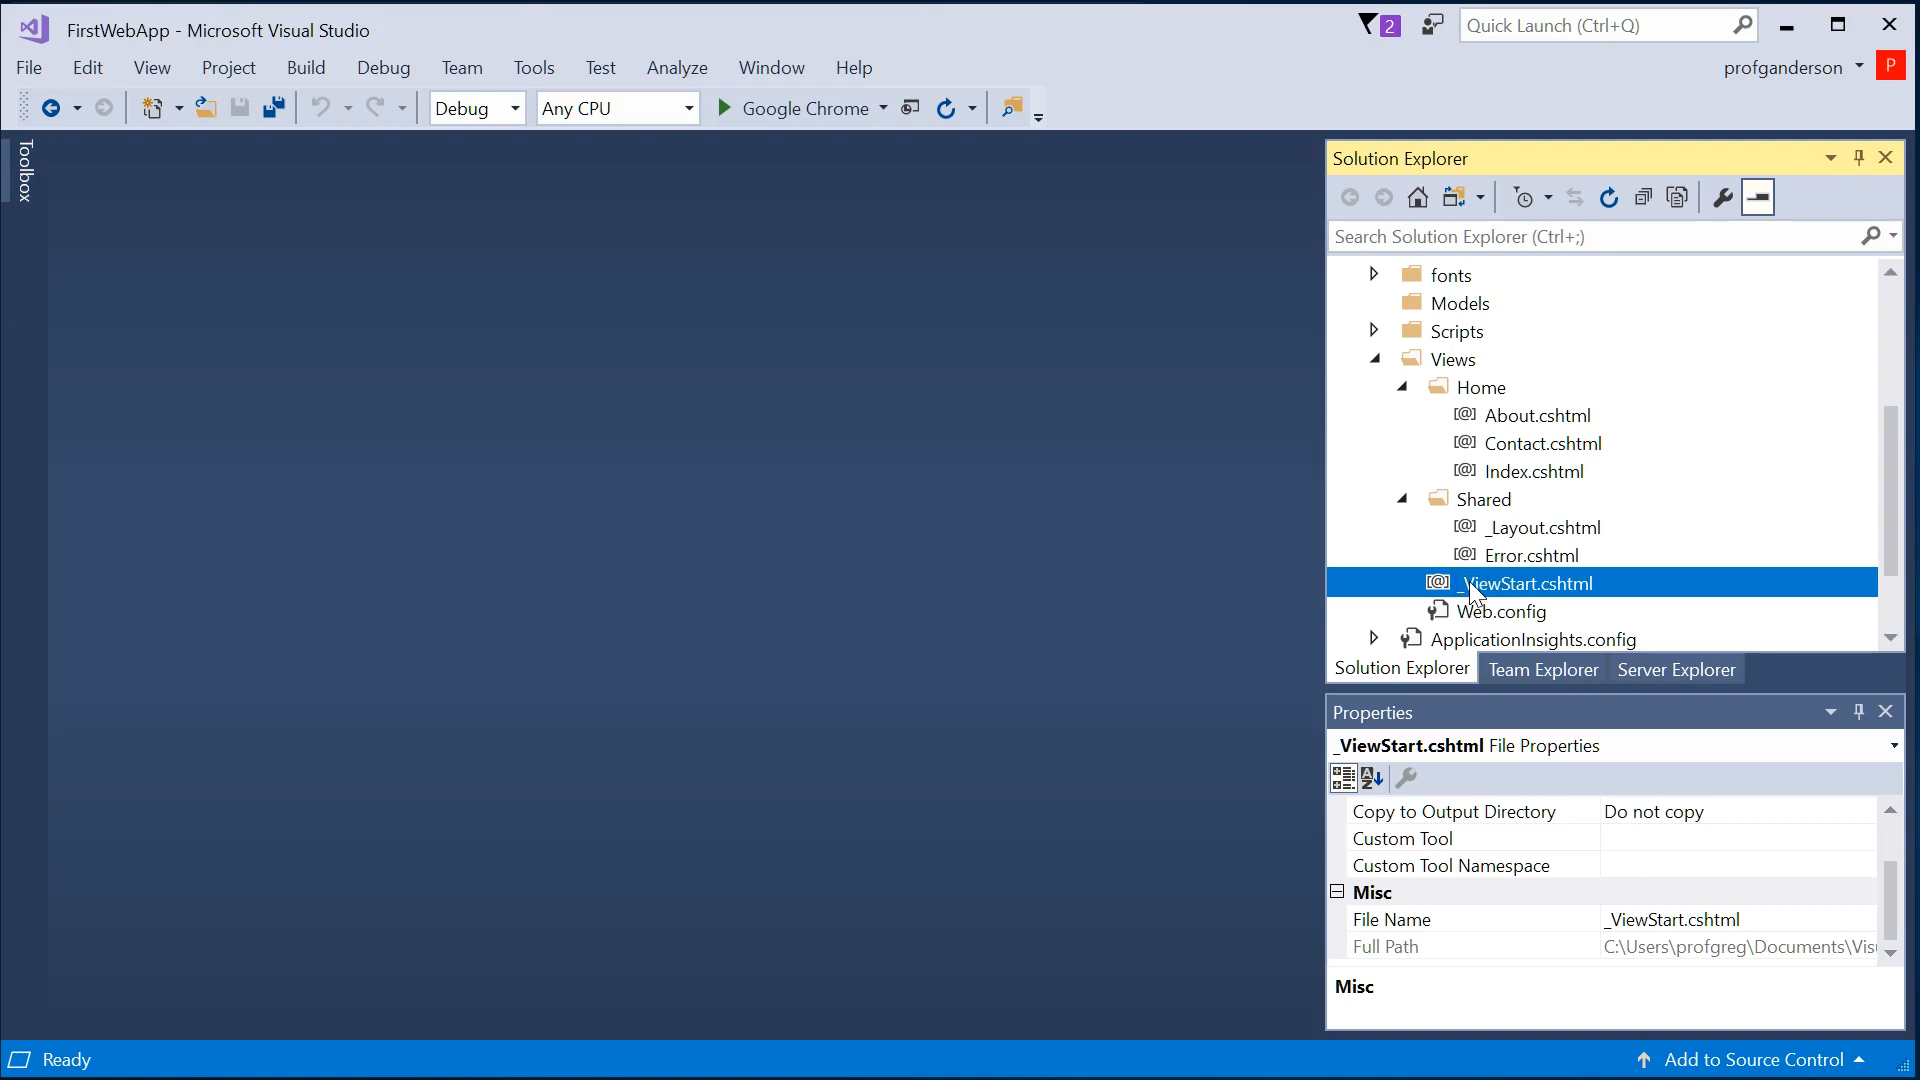 FirstWebApp - Microsoft Visual Studio
2
Quick Launch (Ctrl+Q)
File Edit View Project Build Debug Team Tools Test Analyze Window Help
profganderson P
Debug Any CPU Google Chrome
Toolbox
Solution Explorer
Search Solution Explorer (Ctrl+;)
fonts
Models
Scripts
Views
Home
[@] About.cshtml
[@] Contact.cshtml
[@] Index.cshtml
Shared
[@] _Layout.cshtml
[@] Error.cshtml
[@] _ViewStart.cshtml
Web.config
ApplicationInsights.config
Solution Explorer Team Explorer Server Explorer
Properties
_ViewStart.cshtml File Properties
Copy to Output Directory Do not copy
Custom Tool
Custom Tool Namespace
Misc
File Name _ViewStart.cshtml
Full Path C:\Users\profgreg\Documents\Vis
Misc
Ready
Add to Source Control